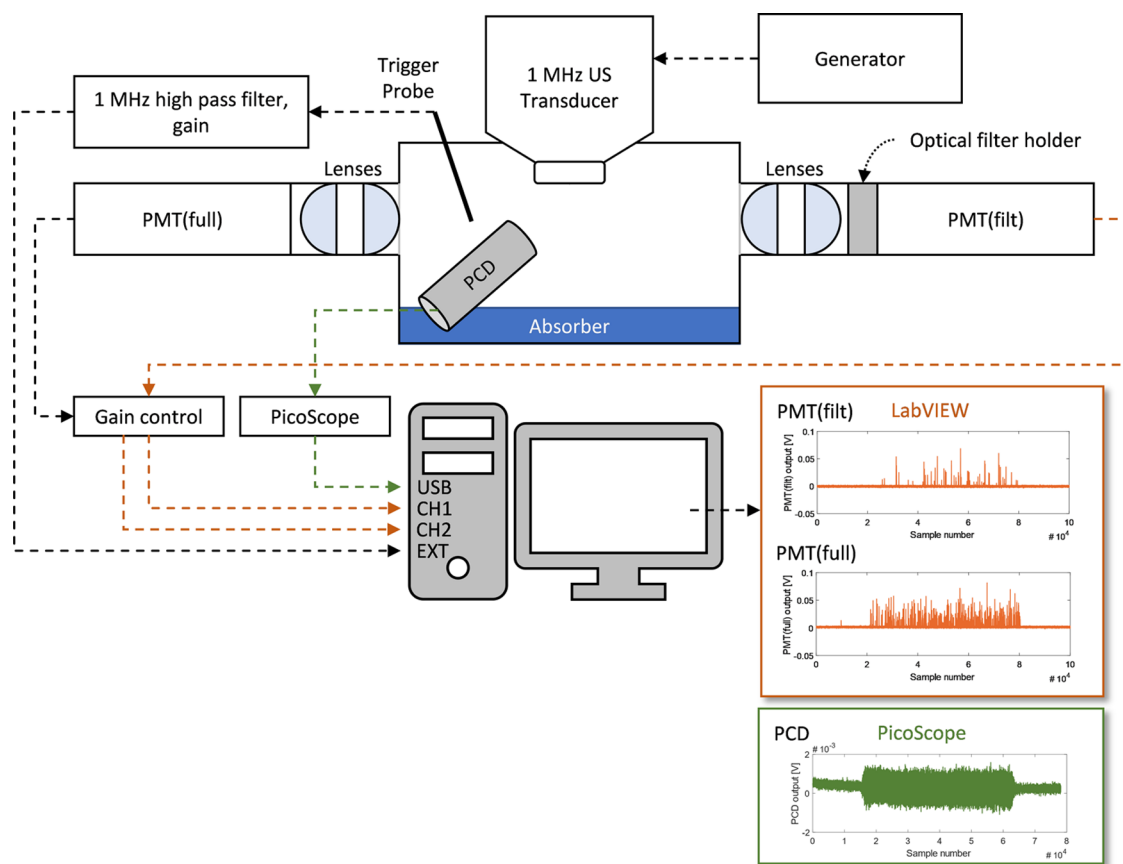 Generator
1 MHz US
Transducer
Trigger
Probe
1 MHz high pass filter,
gain
Optical filter holder
Lenses
Lenses
PMT(full)
PMT(filt)
PCD
Absorber
Gain control
PicoScope
USB
CH1
CH2
EXT
PMT(filt)
LabVIEW
PMT(filt) output [V]
0.1
0.05
0
-0.05
0 2 4 6 8 10
Sample number
# 10^4
PMT(full)
PMT(full) output [V]
0.1
0.05
0
-0.05
0 2 4 6 8 10
Sample number
# 10^4
PCD
PicoScope
# 10^-3
PCD output [V]
2
0
-2
0 1 2 3 4 5 6 7 8
Sample number
# 10^4